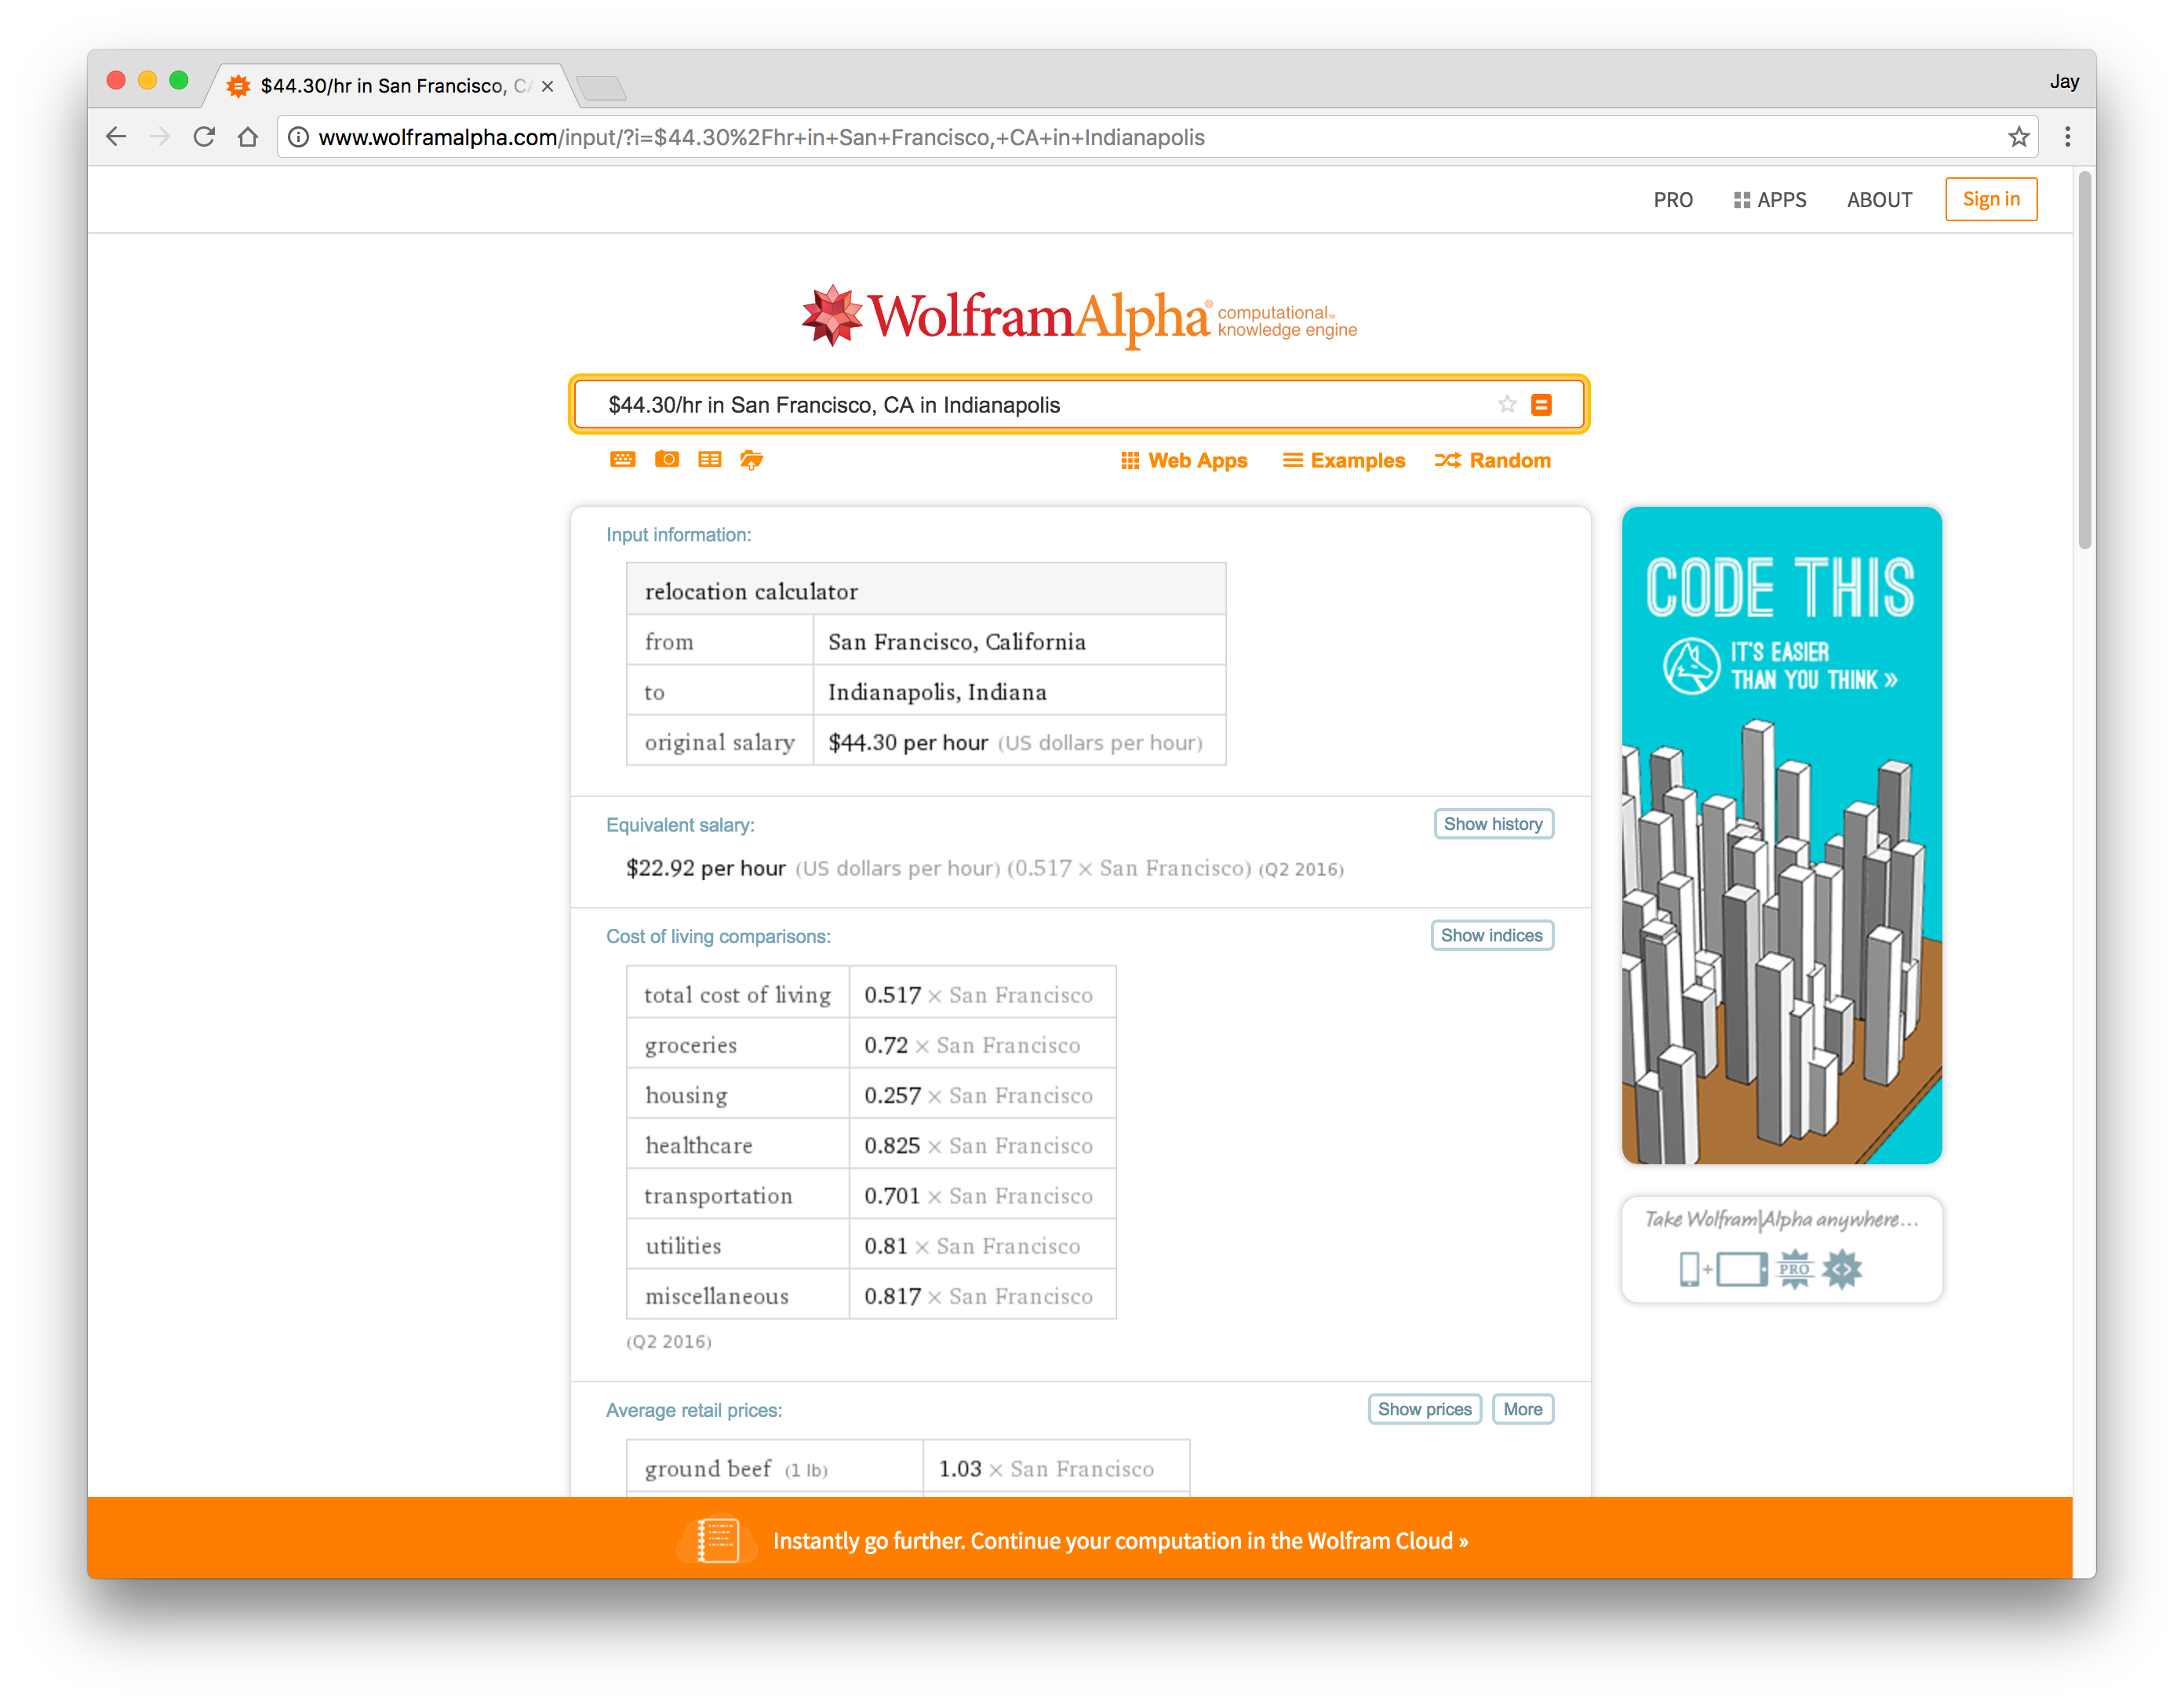 $44.30/hr in San Francisco, CA
Jay
www.wolframalpha.com/input/?i=$44.30%2Fhr+in+San+Francisco,+CA+in+Indianapolis
PRO APPS ABOUT Sign in
WolframAlpha® computational™ knowledge engine
$44.30/hr in San Francisco, CA in Indianapolis
Web Apps Examples Random
Input information:
relocation calculator
from San Francisco, California
to Indianapolis, Indiana
original salary $44.30 per hour (US dollars per hour)
Equivalent salary: Show history
$22.92 per hour (US dollars per hour) (0.517 × San Francisco) (Q2 2016)
Cost of living comparisons: Show indices
total cost of living 0.517 × San Francisco
groceries 0.72 × San Francisco
housing 0.257 × San Francisco
healthcare 0.825 × San Francisco
transportation 0.701 × San Francisco
utilities 0.81 × San Francisco
miscellaneous 0.817 × San Francisco
(Q2 2016)
Average retail prices: Show prices More
ground beef (1 lb) 1.03 × San Francisco
CODE THIS
IT'S EASIER
THAN YOU THINK »
Take Wolfram|Alpha anywhere...
+ PRO <>
Instantly go further. Continue your computation in the Wolfram Cloud »